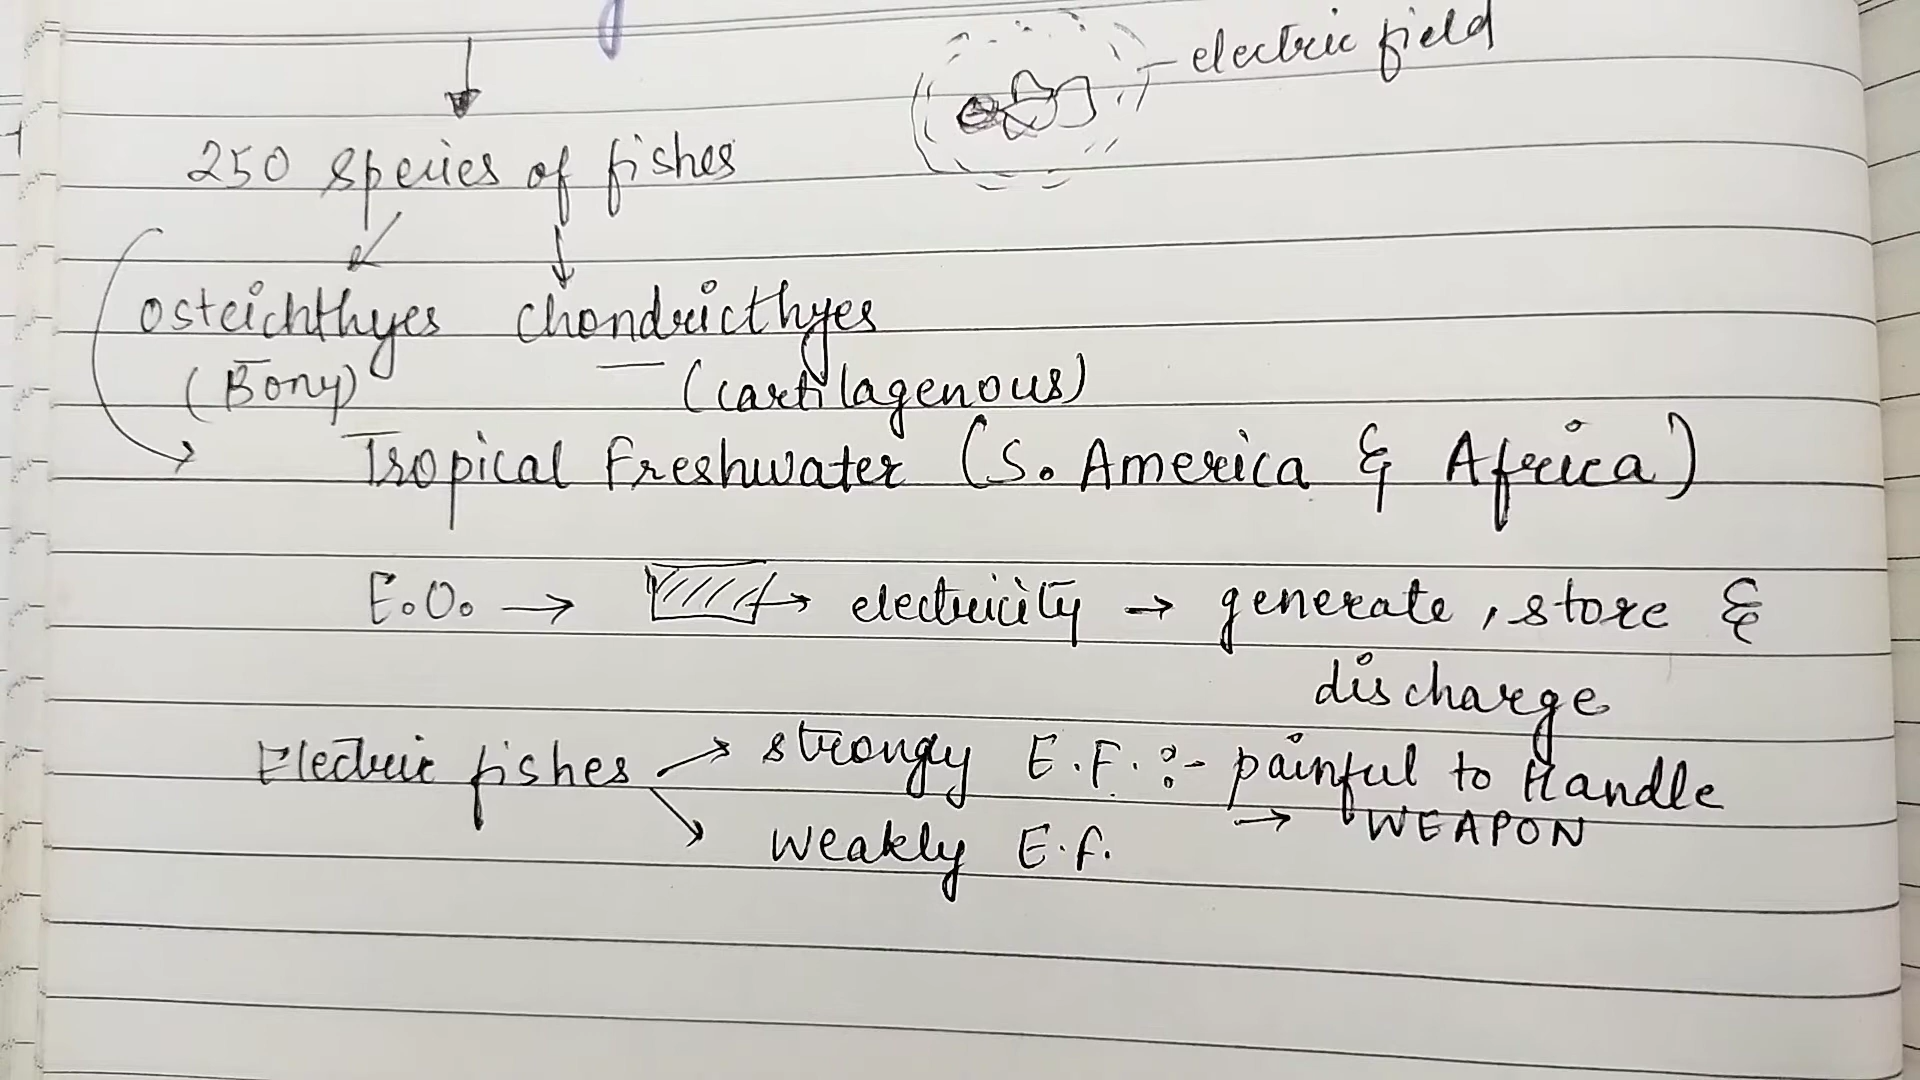 electric field
250 species of fishes
Osteichthyes chondricthyes
(Bony) (cartilagenous)
Tropical Freshwater (S. America & Africa)
E.O. → → electricity → generate, store &
discharge
Electric fishes → strongly E.F. :- painful to Handle
→ WEAPON
→ weakly E.F.